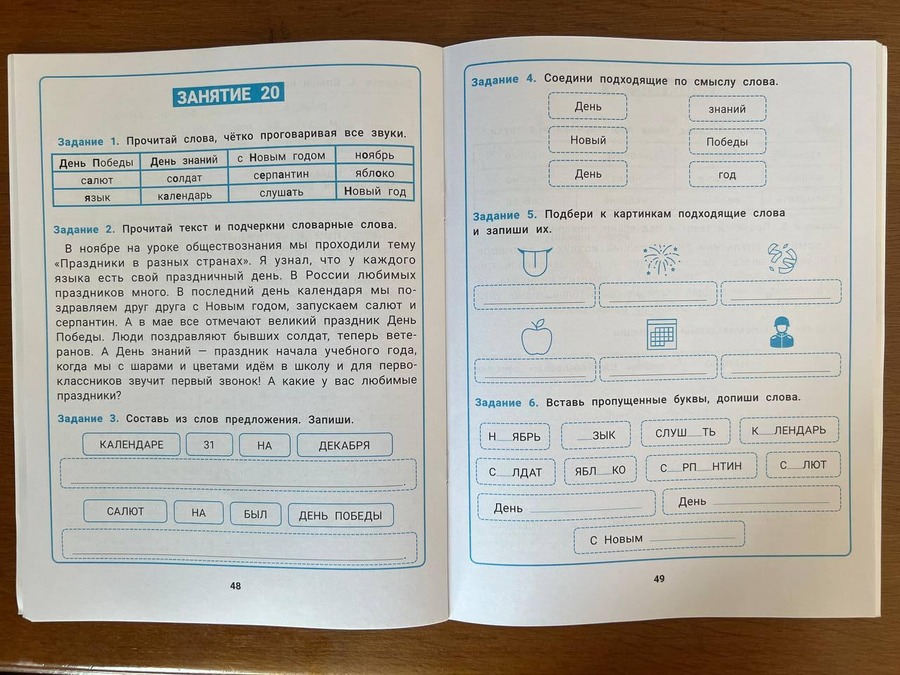 ЗАНЯТИЕ 20
Задание 1. Прочитай слова, чётко проговаривая все звуки.
День Победы День знаний с Новым годом ноябрь
салют солдат серпантин яблоко
язык календарь слушать Новый год
Задание 2. Прочитай текст и подчеркни словарные слова.
В ноябре на уроке обществознания мы проходили тему
«Праздники в разных странах». Я узнал, что у каждого
языка есть свой праздничный день. В России любимых
праздников много. В последний день календаря мы по-
здравляем друг друга с Новым годом, запускаем салют и
серпантин. А в мае все отмечают великий праздник День
Победы. Люди поздравляют бывших солдат, теперь вете-
ранов. А День знаний — праздник начала учебного года,
когда мы с шарами и цветами идём в школу и для перво-
классников звучит первый звонок! А какие у вас любимые
праздники?
Задание 3. Составь из слов предложения. Запиши.
КАЛЕНДАРЕ 31 НА ДЕКАБРЯ
.
САЛЮТ НА БЫЛ ДЕНЬ ПОБЕДЫ
.
48
Задание 4. Соедини подходящие по смыслу слова.
День знаний
Новый Победы
День год
Задание 5. Подбери к картинкам подходящие слова
и запиши их.
Задание 6. Вставь пропущенные буквы, допиши слова.
Н__ЯБРЬ __ЗЫК СЛУШ__ТЬ К__ЛЕНДАРЬ
С__ЛДАТ ЯБЛ__КО С__РП__НТИН С__ЛЮТ
День ____________ День ____________
С Новым ____________
49